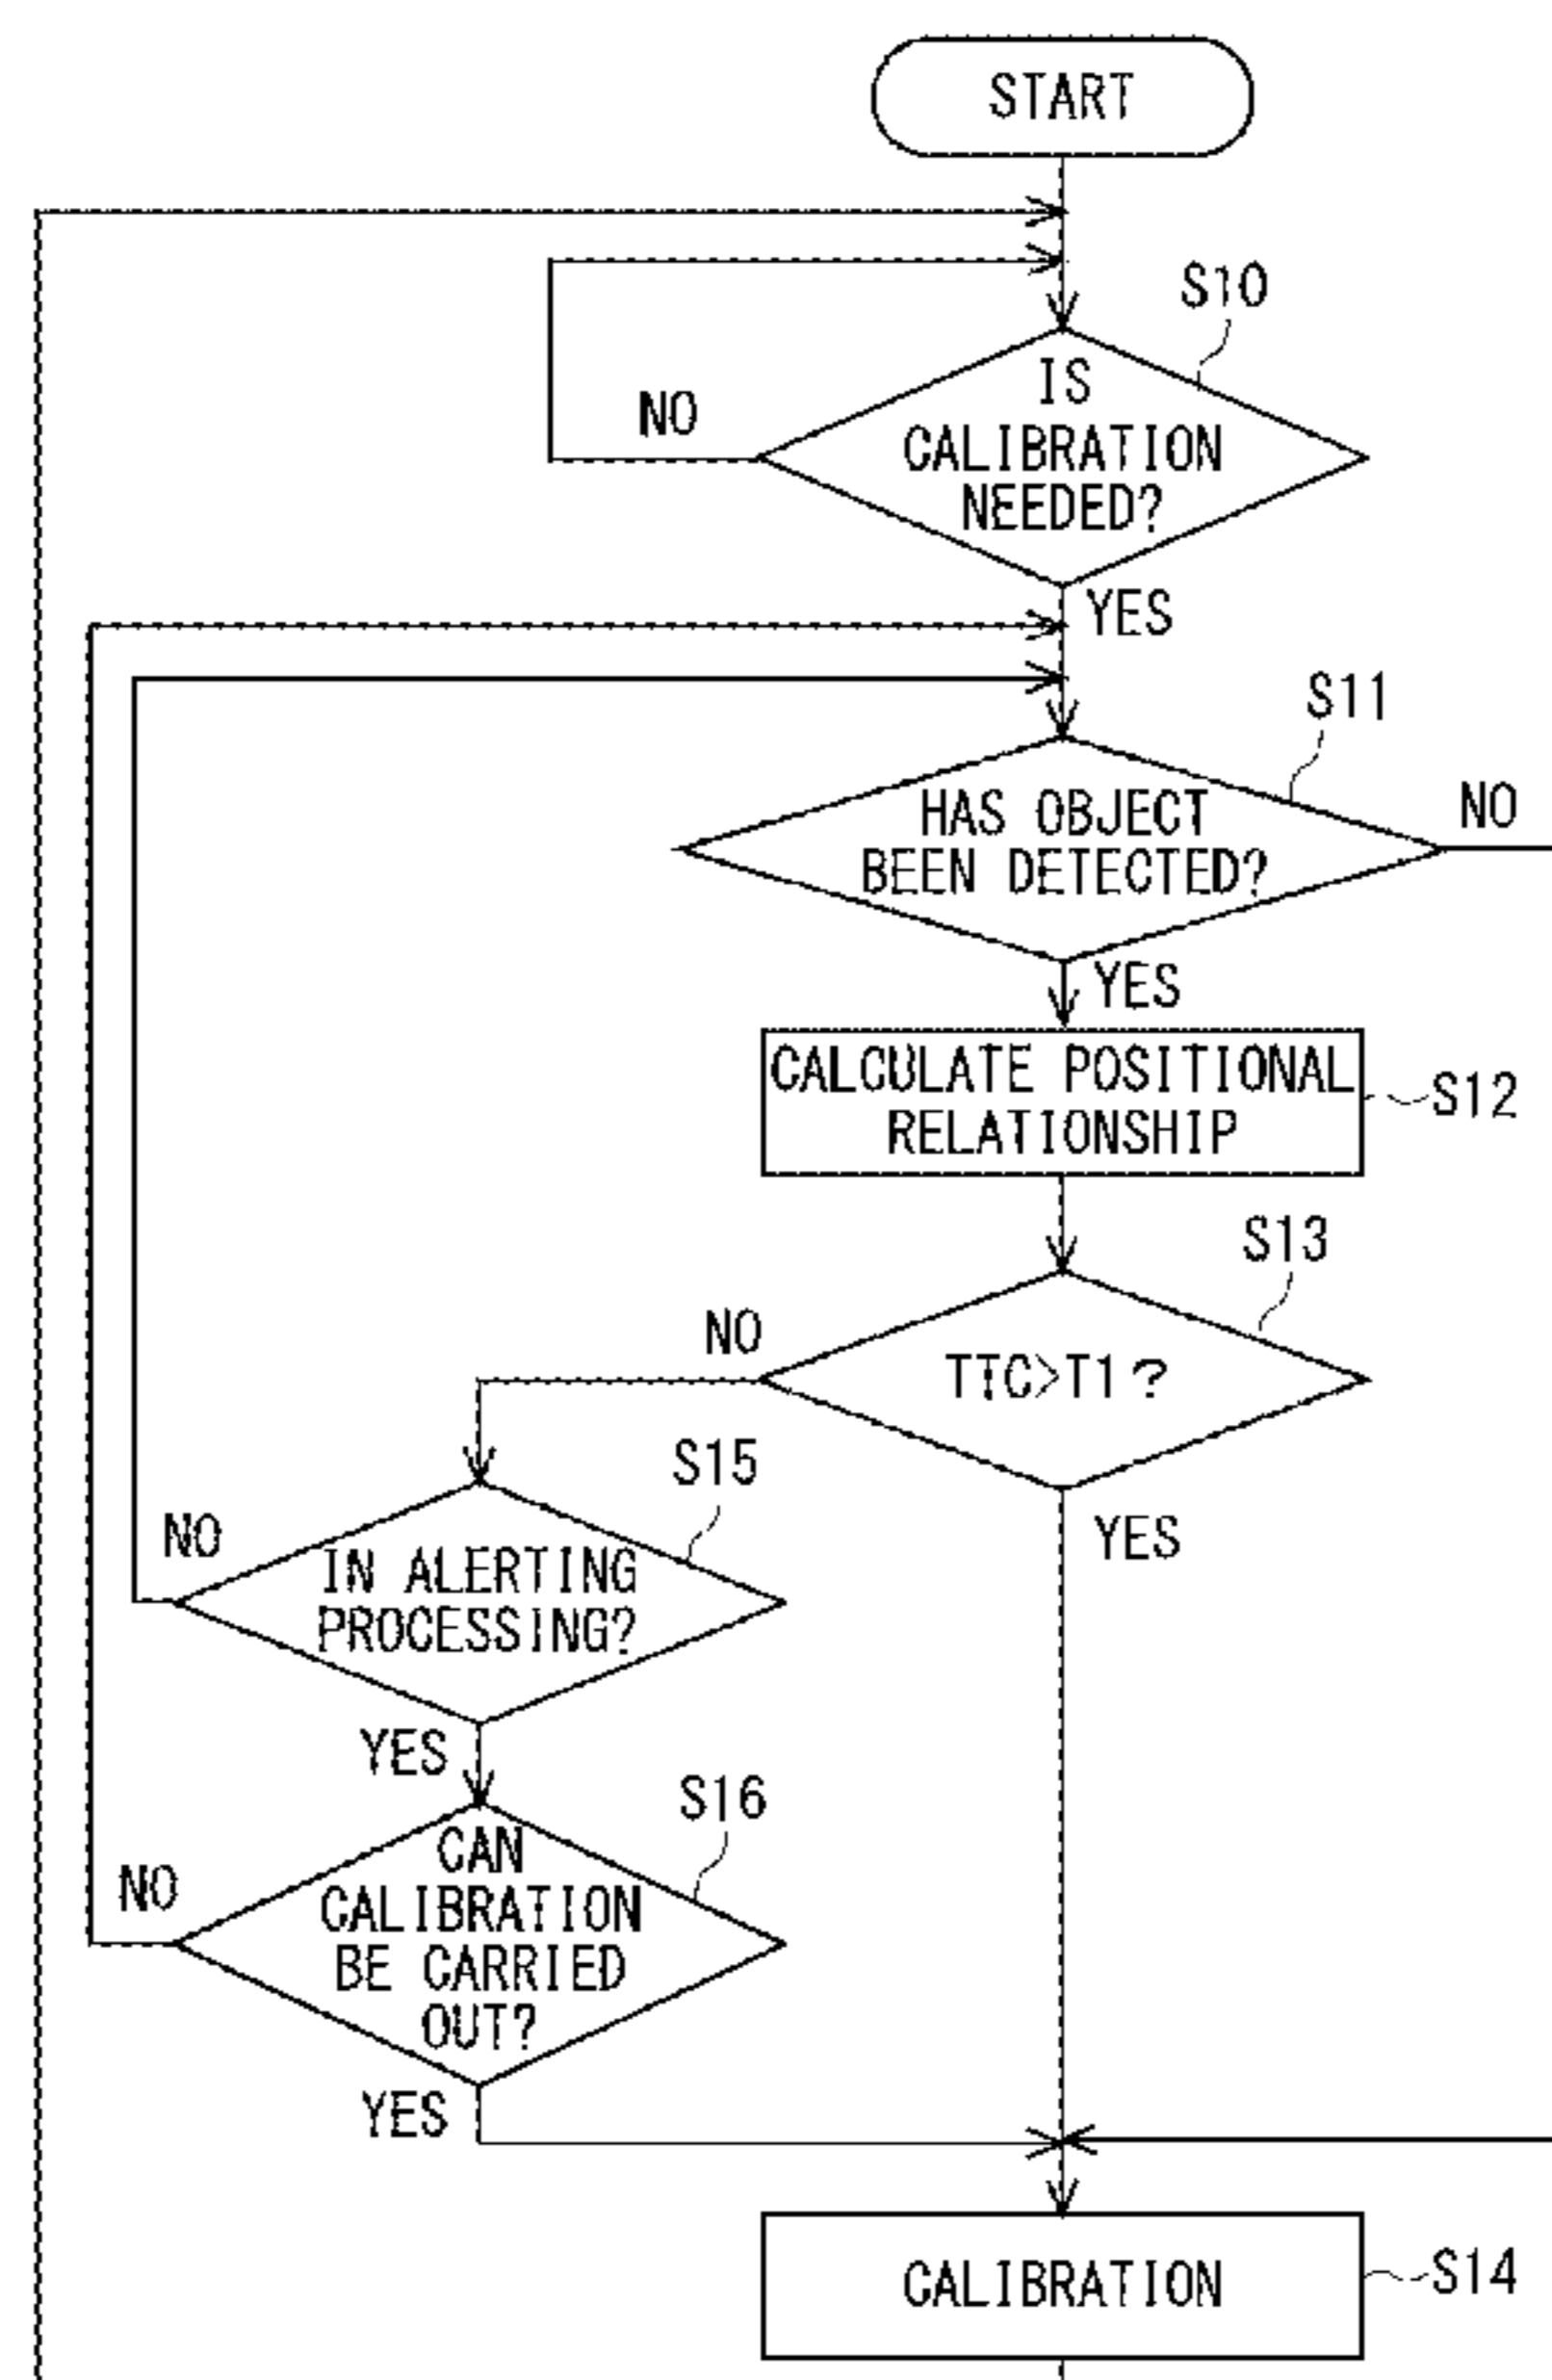 START
S10
IS
NO
CALIBRATION
NEEDED?
YES
S11
HAS OBJECT
NO
BEEN DETECTED?
YES
CALCULATE POSITIONAL
RELATIONSHIP
S12
S13
NO
TTC>T1?
S15
NO
YES
IN ALERTING
PROCESSING?
YES
S16
CAN
NO
CALIBRATION
BE CARRIED
OUT?
YES
CALIBRATION
S14